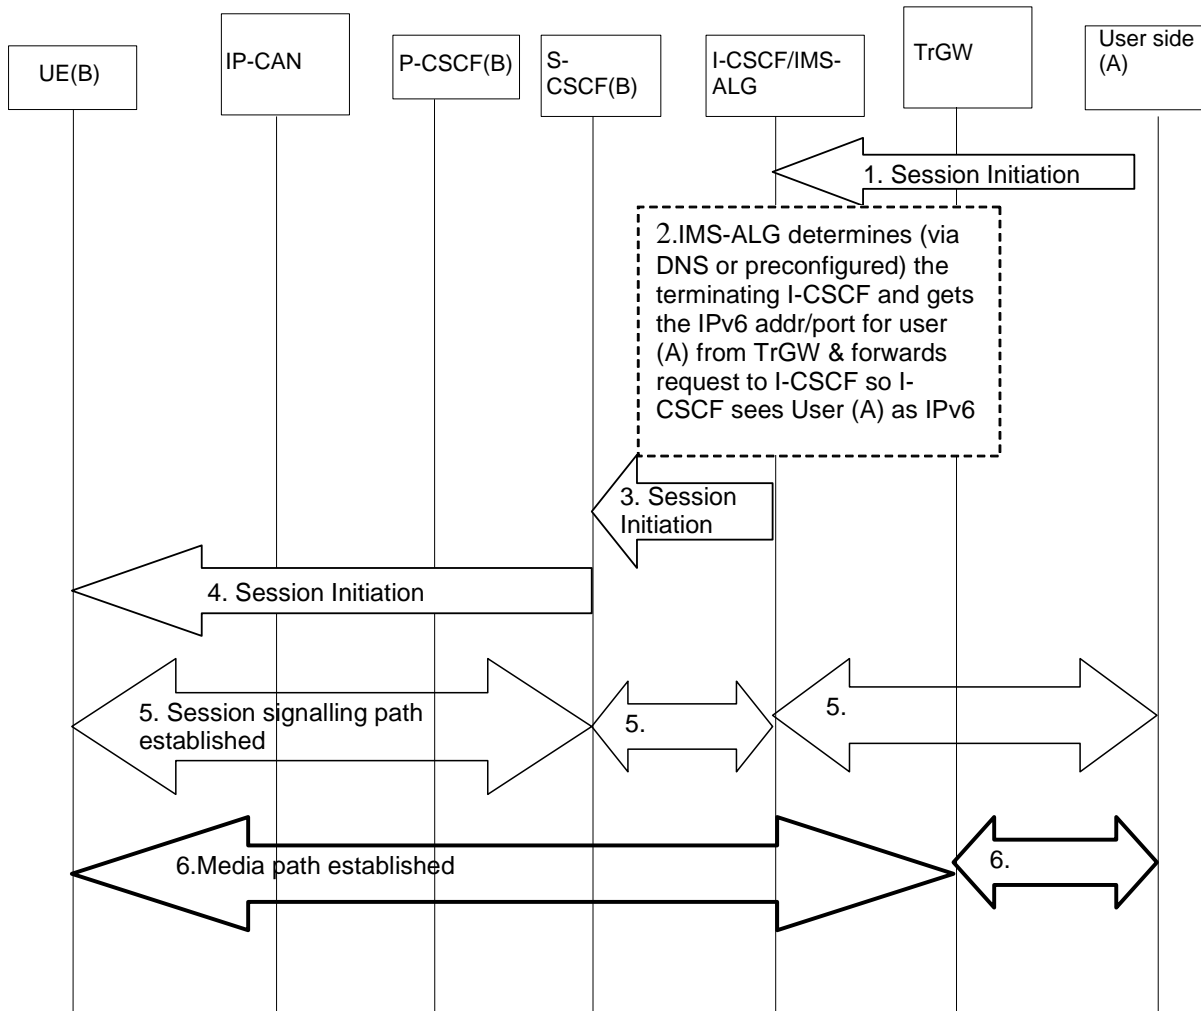 UE(B)
IP-CAN
P-CSCF(B)
S-
CSCF(B)
I-CSCF/IMS-
ALG
TrGW
User side
(A)
1. Session Initiation
2.IMS-ALG determines (via
DNS or preconfigured) the
terminating I-CSCF and gets
the IPv6 addr/port for user
(A) from TrGW & forwards
request to I-CSCF so I-
CSCF sees User (A) as IPv6
3. Session
Initiation
4. Session Initiation
5. Session signalling path
established
5.
5.
6.Media path established
6.